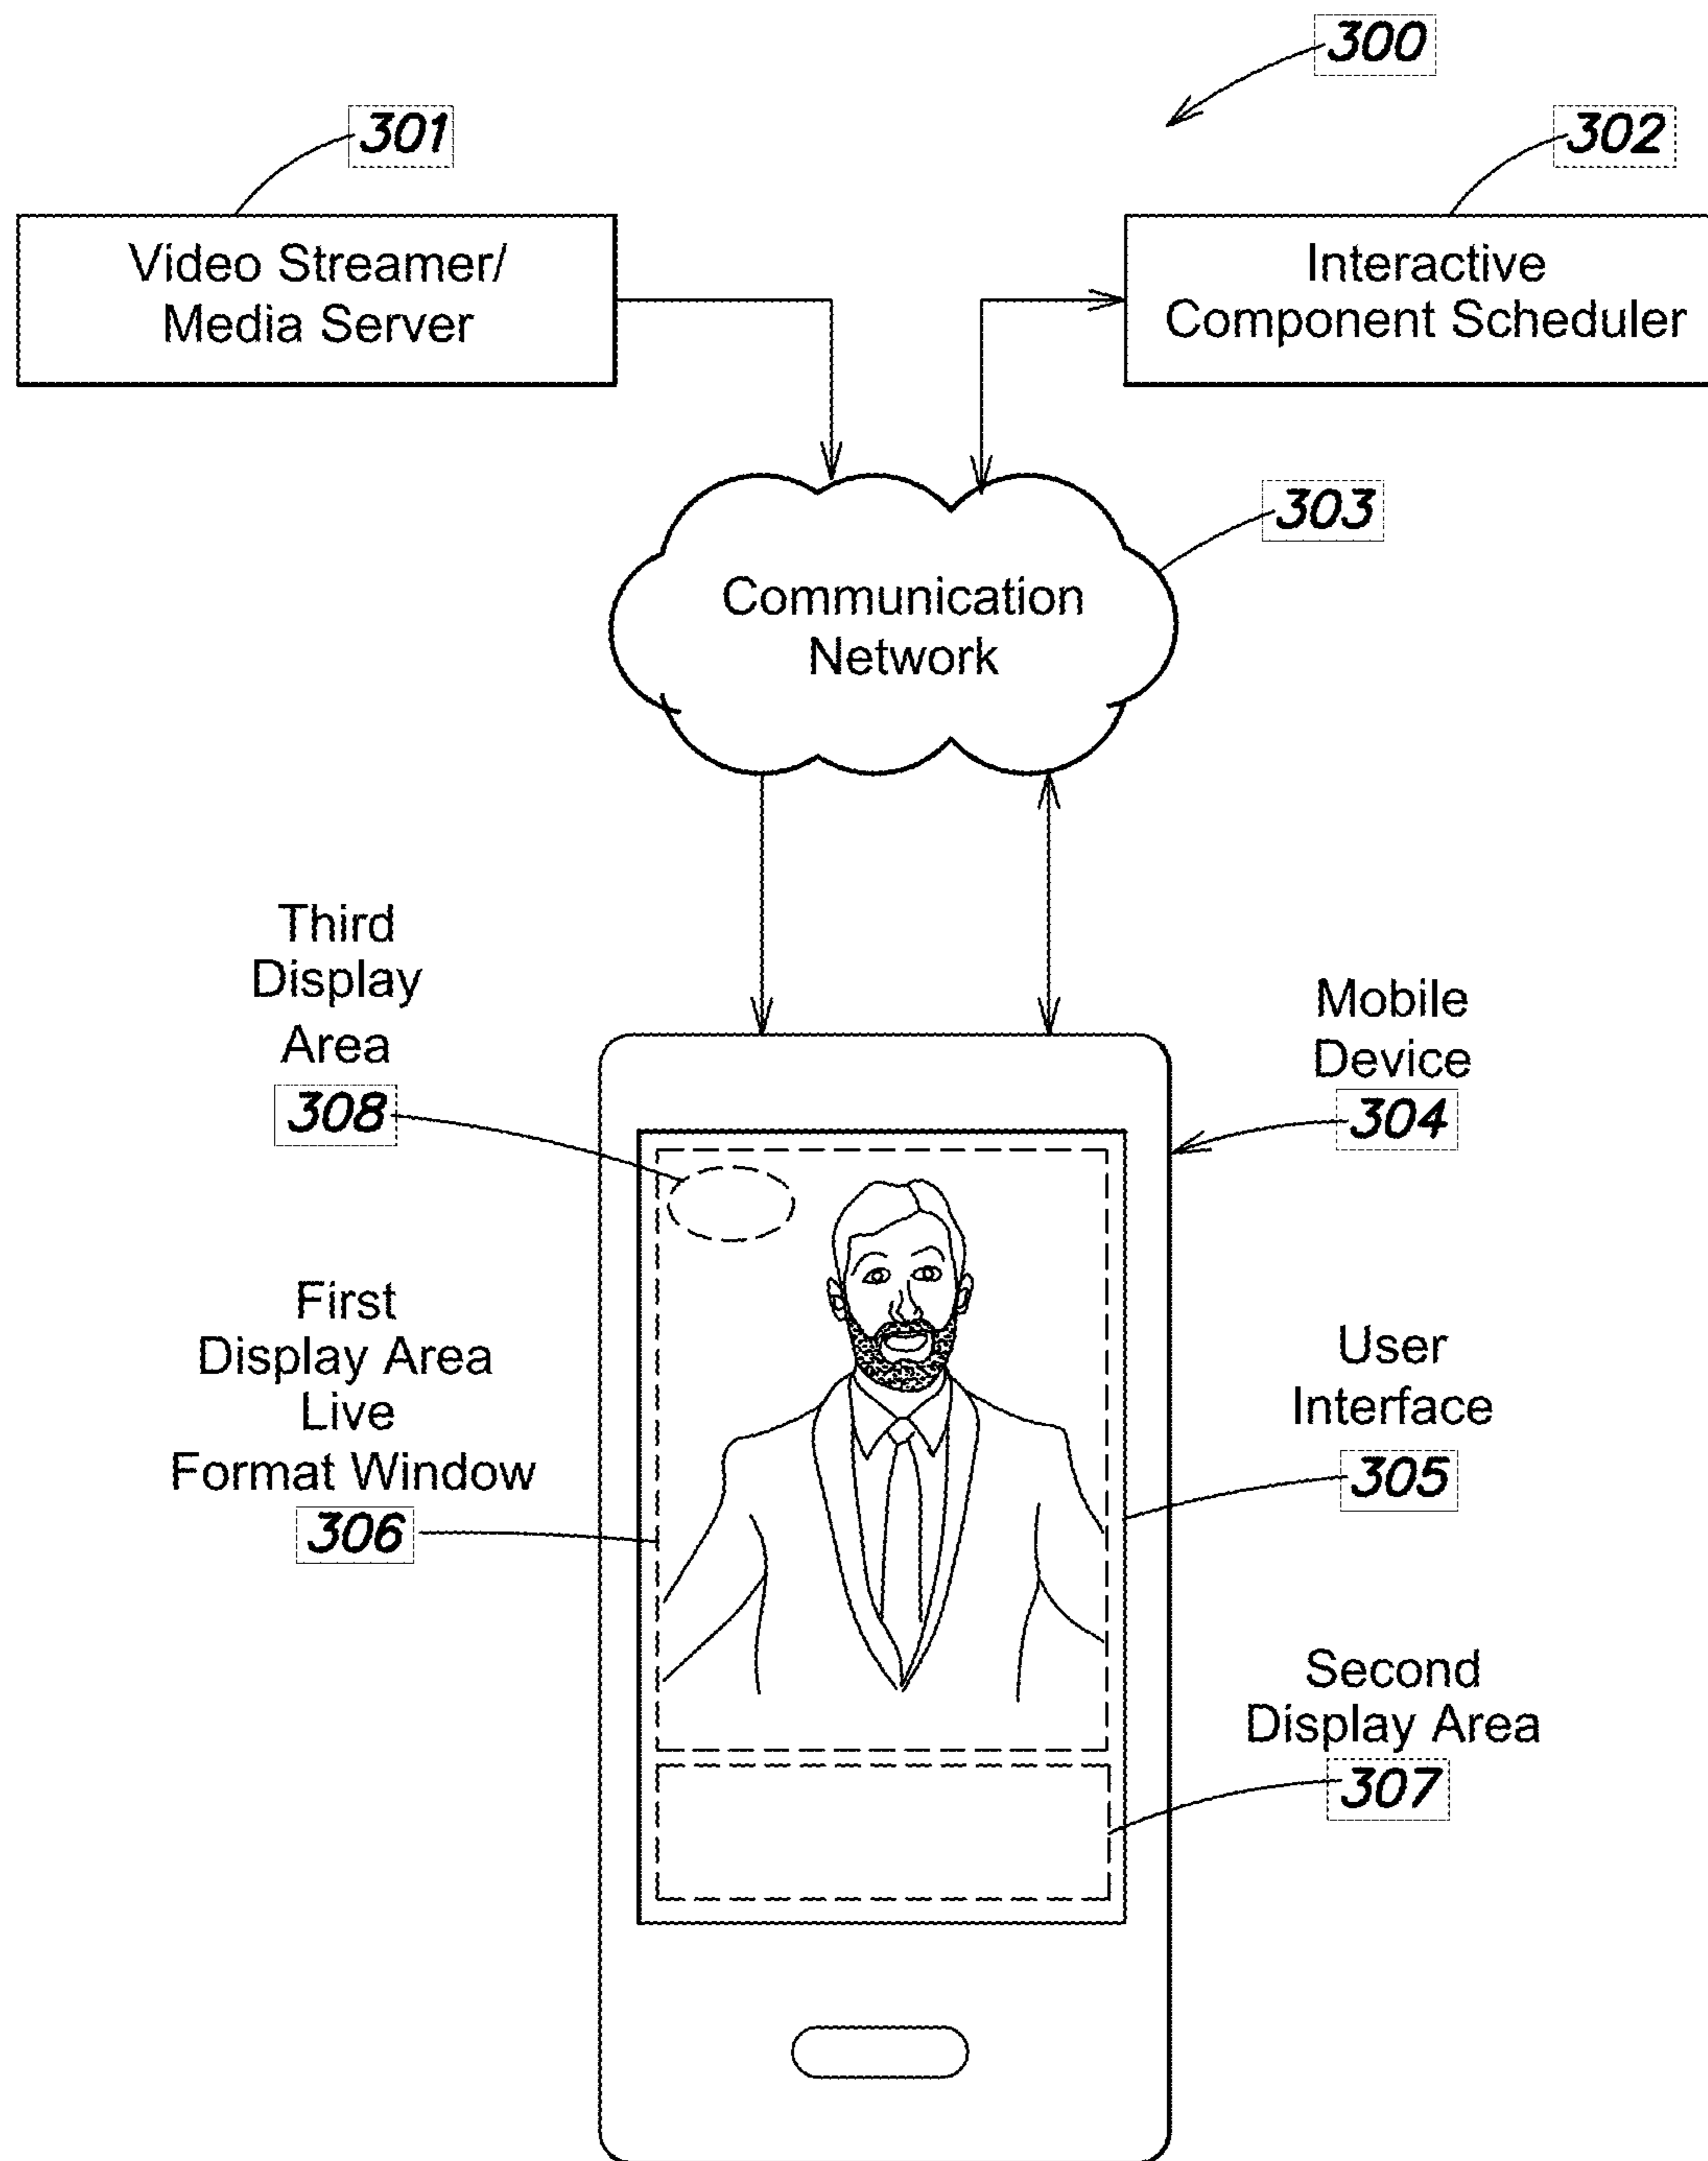 300
301
302
Video Streamer/
Media Server
Interactive
Component Scheduler
303
Communication
Network
Third
Display
Area
308
Mobile
Device
304
First
Display Area
Live
Format Window
306
User
Interface
305
Second
Display Area
307